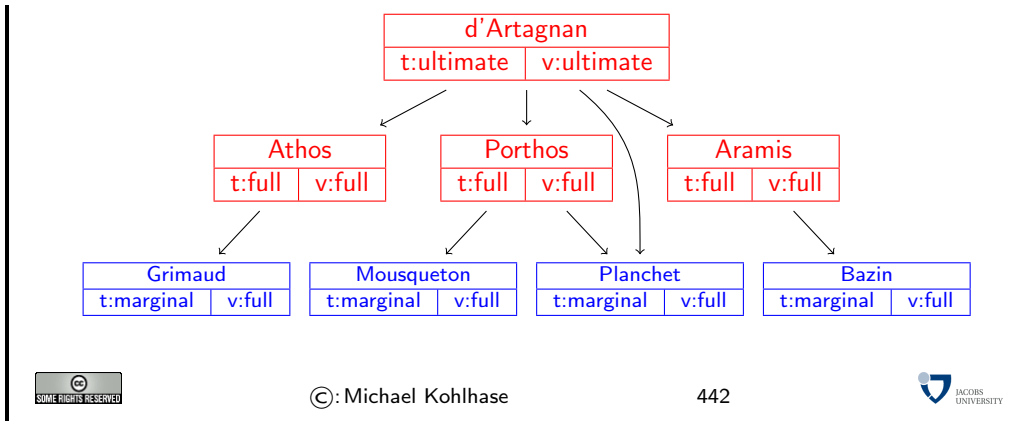 d'Artagnan
t:ultimate v:ultimate
Athos Porthos Aramis
t:full v:full t:full v:full t:full v:full
Grimaud Mousqueton Planchet Bazin
t:marginal v:full t:marginal v:full t:marginal v:full t:marginal v:full
cc
SOME RIGHTS RESERVED
©: Michael Kohlhase 442
JACOBS
UNIVERSITY